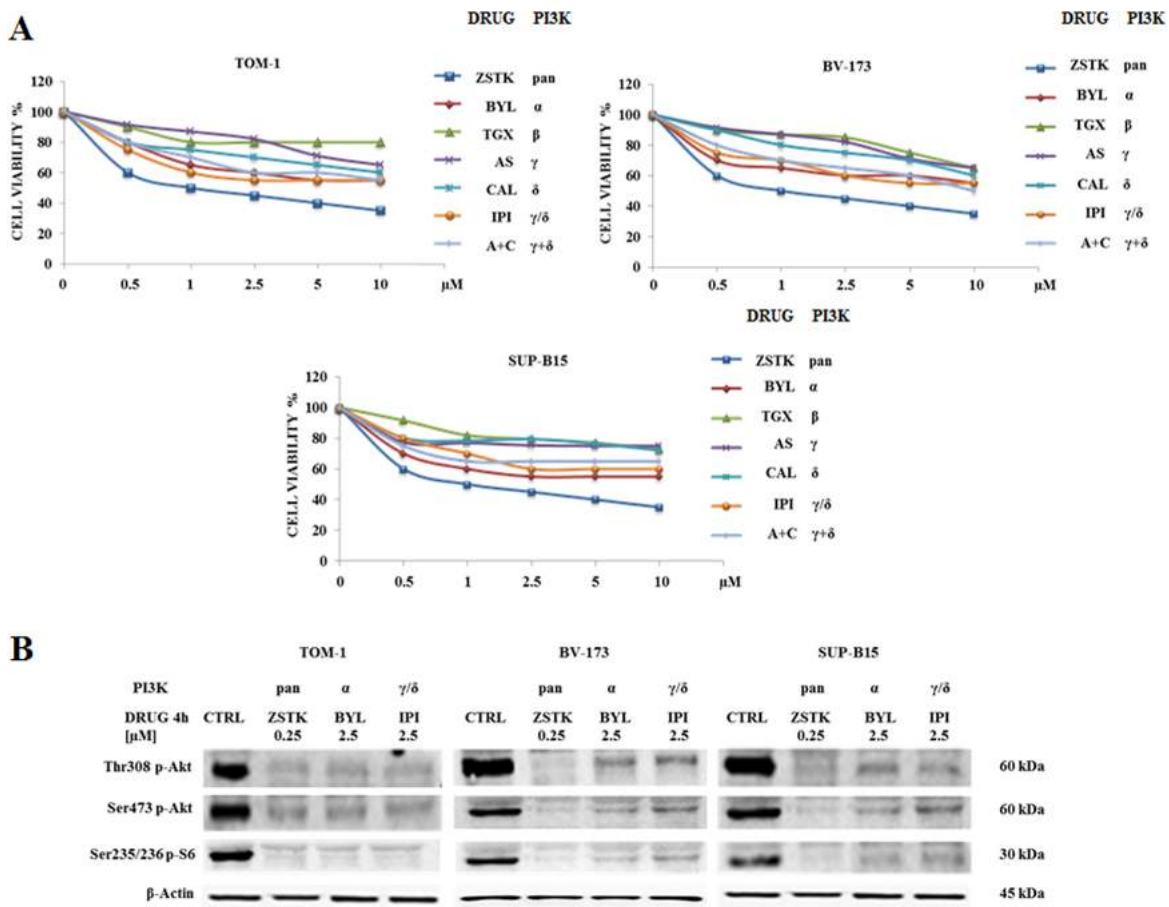 A
DRUG PI3K
TOM-1
CELL VIABILITY %
120
100
80
60
40
20
0
0 0.5 1 2.5 5 10 µM
ZSTK pan
BYL α
TGX β
AS γ
CAL δ
IPI γ/δ
A+C γ+δ
DRUG PI3K
BV-173
CELL VIABILITY %
120
100
80
60
40
20
0
0 0.5 1 2.5 5 10 µM
ZSTK pan
BYL α
TGX β
AS γ
CAL δ
IPI γ/δ
A+C γ+δ
DRUG PI3K
SUP-B15
CELL VIABILITY %
120
100
80
60
40
20
0
0 0.5 1 2.5 5 10 µM
ZSTK pan
BYL α
TGX β
AS γ
CAL δ
IPI γ/δ
A+C γ+δ
B
TOM-1 BV-173 SUP-B15
PI3K pan α γ/δ pan α γ/δ pan α γ/δ
DRUG 4h CTRL ZSTK BYL IPI CTRL ZSTK BYL IPI CTRL ZSTK BYL IPI
[µM] 0.25 2.5 2.5 0.25 2.5 2.5 0.25 2.5 2.5
Thr308 p-Akt 60 kDa
Ser473 p-Akt 60 kDa
Ser235/236 p-S6 30 kDa
β-Actin 45 kDa